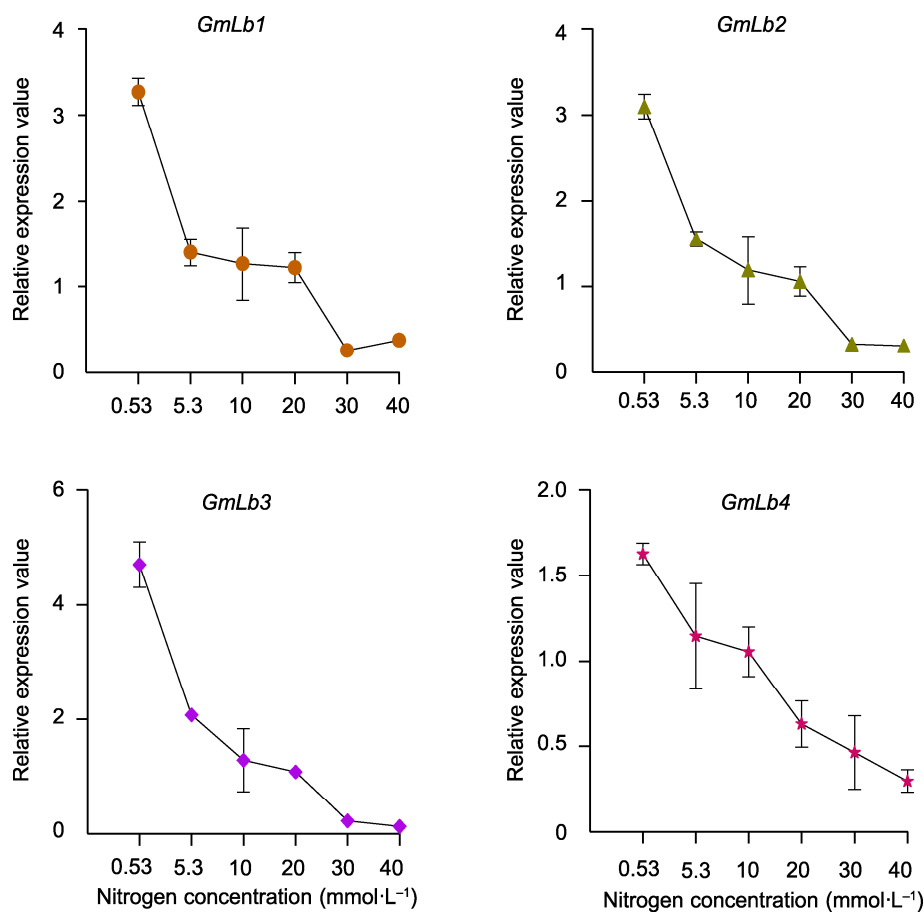 GmLb1
Relative expression value
4
3
2
1
0
0.53 5.3 10 20 30 40
GmLb2
Relative expression value
4
3
2
1
0
0.53 5.3 10 20 30 40
GmLb3
Relative expression value
6
4
2
0
0.53 5.3 10 20 30 40
Nitrogen concentration (mmol·L⁻¹)
GmLb4
Relative expression value
2.0
1.5
1.0
0.5
0
0.53 5.3 10 20 30 40
Nitrogen concentration (mmol·L⁻¹)